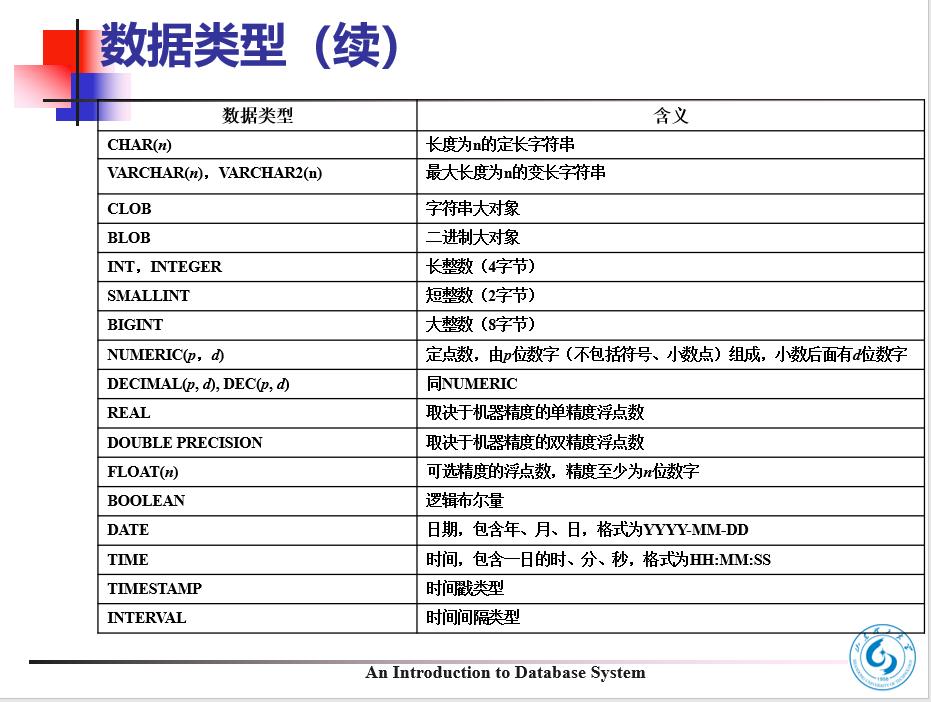 数据类型（续）
数据类型 含义
CHAR(n) 长度为n的定长字符串
VARCHAR(n)，VARCHAR2(n) 最大长度为n的变长字符串
CLOB 字符串大对象
BLOB 二进制大对象
INT，INTEGER 长整数（4字节）
SMALLINT 短整数（2字节）
BIGINT 大整数（8字节）
NUMERIC(p，d) 定点数，由p位数字（不包括符号、小数点）组成，小数后面有d位数字
DECIMAL(p, d), DEC(p, d) 同NUMERIC
REAL 取决于机器精度的单精度浮点数
DOUBLE PRECISION 取决于机器精度的双精度浮点数
FLOAT(n) 可选精度的浮点数，精度至少为n位数字
BOOLEAN 逻辑布尔量
DATE 日期，包含年、月、日，格式为YYYY-MM-DD
TIME 时间，包含一日的时、分、秒，格式为HH:MM:SS
TIMESTAMP 时间戳类型
INTERVAL 时间间隔类型
An Introduction to Database System